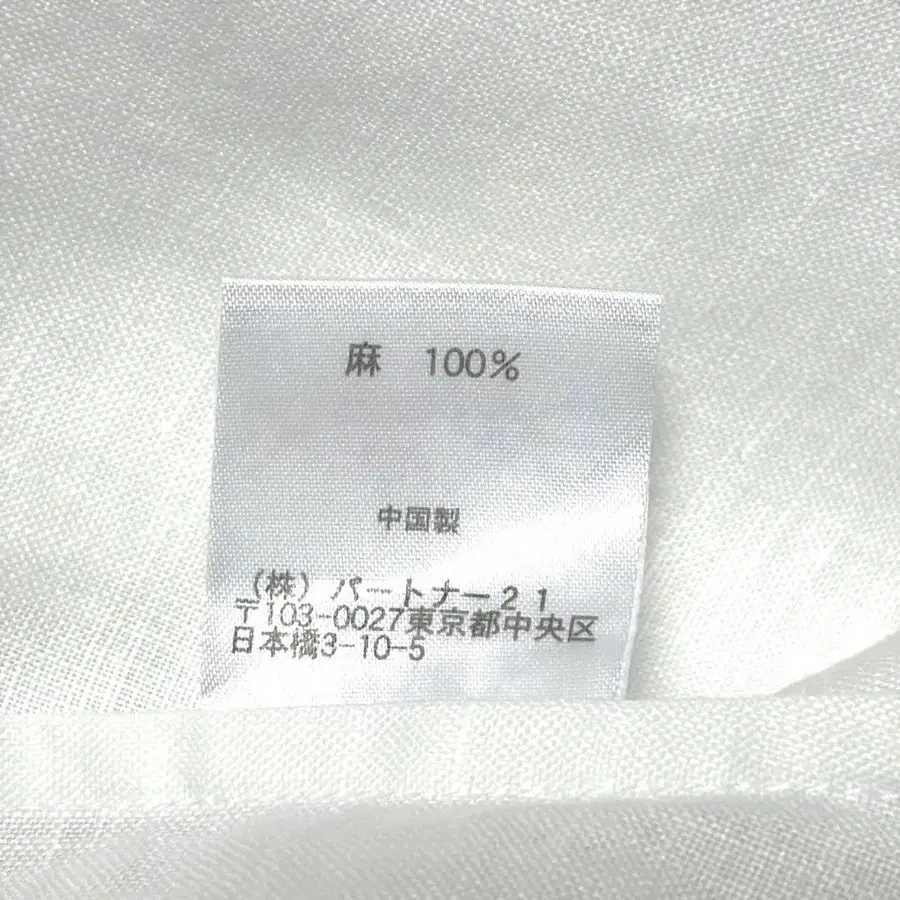 麻 100%
中国製
(株)パートナー21
〒103-0027東京都中央区
日本橋3-10-5